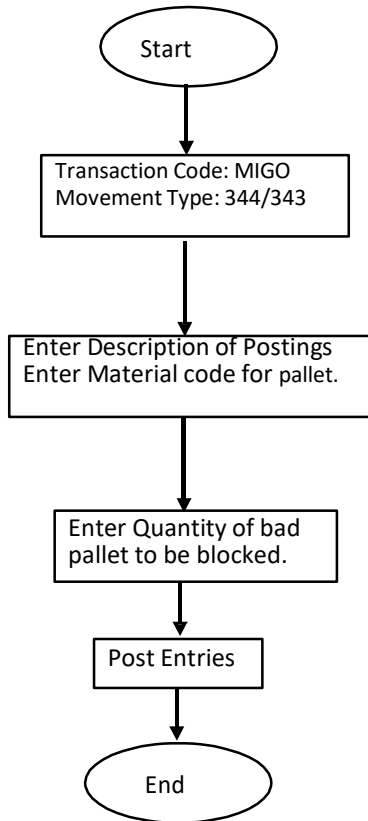 Start
Transaction Code: MIGO
Movement Type: 344/343
Enter Description of Postings
Enter Material code for pallet.
Enter Quantity of bad
pallet to be blocked.
Post Entries
End